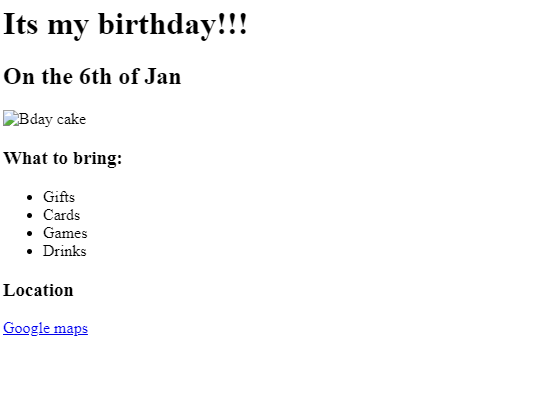 Its my birthday!!!
On the 6th of Jan
Bday cake
What to bring:
Gifts
Cards
Games
Drinks
Location
Google maps